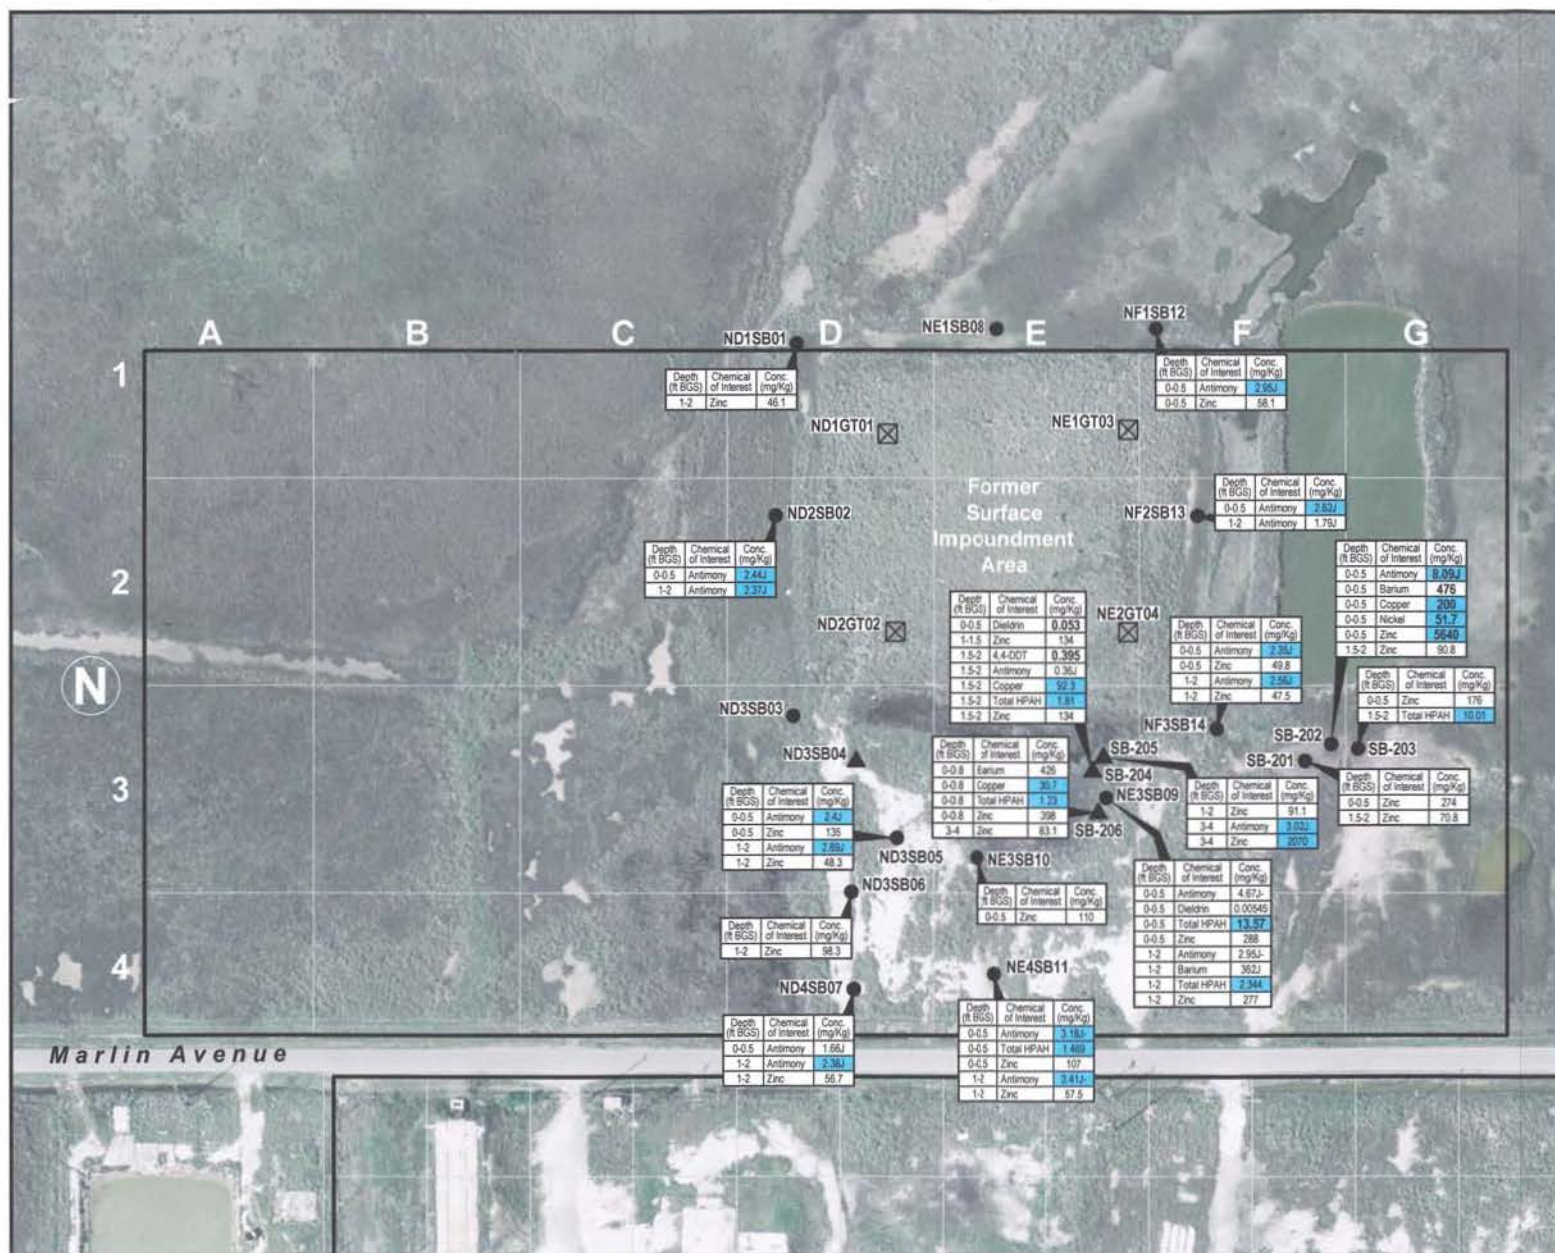 A B C D E F G
1
2
3
4
N
ND1SB01
Depth (ft BGS) Chemical of Interest Conc. (mg/Kg)
1-2 Zinc 46.1
NE1SB08
NF1SB12
Depth (ft BGS) Chemical of Interest Conc. (mg/Kg)
0-0.5 Antimony 2.95J
0-0.5 Zinc 58.1
ND1GT01
NE1GT03
Former
Surface
Impoundment
Area
ND2SB02
Depth (ft BGS) Chemical of Interest Conc. (mg/Kg)
0-0.5 Antimony 2.44J
1-2 Antimony 2.37J
NF2SB13
Depth (ft BGS) Chemical of Interest Conc. (mg/Kg)
0-0.5 Antimony 2.62J
1-2 Antimony 1.79J
ND2GT02
NE2GT04
Depth (ft BGS) Chemical of Interest Conc. (mg/Kg)
0-0.5 Dieldrin 0.053
1-1.5 Zinc 134
1.5-2 4,4-DDT 0.395
1.5-2 Antimony 0.36J
1.5-2 Copper 92.3
1.5-2 Total HPAH 1.81
1.5-2 Zinc 134
Depth (ft BGS) Chemical of Interest Conc. (mg/Kg)
0-0.5 Antimony 2.35J
0-0.5 Zinc 49.8
1-2 Antimony 2.56J
1-2 Zinc 47.5
Depth (ft BGS) Chemical of Interest Conc. (mg/Kg)
0-0.5 Antimony 8.09J
0-0.5 Barium 476
0-0.5 Copper 200
0-0.5 Nickel 51.7
0-0.5 Zinc 5640
1.5-2 Zinc 90.8
Depth (ft BGS) Chemical of Interest Conc. (mg/Kg)
0-0.5 Zinc 176
1.5-2 Total HPAH 10.01
ND3SB03
ND3SB04
NF3SB14
SB-202
SB-203
SB-201
SB-205
SB-204
NE3SB09
SB-206
Depth (ft BGS) Chemical of Interest Conc. (mg/Kg)
0-0.8 Barium 426
0-0.8 Copper 30.7
0-0.8 Total HPAH 1.23
0-0.8 Zinc 398
3-4 Zinc 83.1
Depth (ft BGS) Chemical of Interest Conc. (mg/Kg)
1-2 Zinc 91.1
3-4 Antimony 3.02J
3-4 Zinc 2070
Depth (ft BGS) Chemical of Interest Conc. (mg/Kg)
0-0.5 Zinc 274
1.5-2 Zinc 70.8
Depth (ft BGS) Chemical of Interest Conc. (mg/Kg)
0-0.5 Antimony 2.4J
0-0.5 Zinc 135
1-2 Antimony 2.89J
1-2 Zinc 48.3
ND3SB05
NE3SB10
Depth (ft BGS) Chemical of Interest Conc. (mg/Kg)
0-0.5 Zinc 110
ND3SB06
Depth (ft BGS) Chemical of Interest Conc. (mg/Kg)
1-2 Zinc 98.3
Depth (ft BGS) Chemical of Interest Conc. (mg/Kg)
0-0.5 Antimony 4.67J-
0-0.5 Dieldrin 0.00545
0-0.5 Total HPAH 13.57
0-0.5 Zinc 288
1-2 Antimony 2.95J-
1-2 Barium 362J
1-2 Total HPAH 2.344
1-2 Zinc 277
ND4SB07
Depth (ft BGS) Chemical of Interest Conc. (mg/Kg)
0-0.5 Antimony 1.66J
1-2 Antimony 2.38J
1-2 Zinc 56.7
NE4SB11
Depth (ft BGS) Chemical of Interest Conc. (mg/Kg)
0-0.5 Antimony 3.18J-
0-0.5 Total HPAH 1.469
0-0.5 Zinc 107
1-2 Antimony 3.41J-
1-2 Zinc 57.5
Marlin Avenue